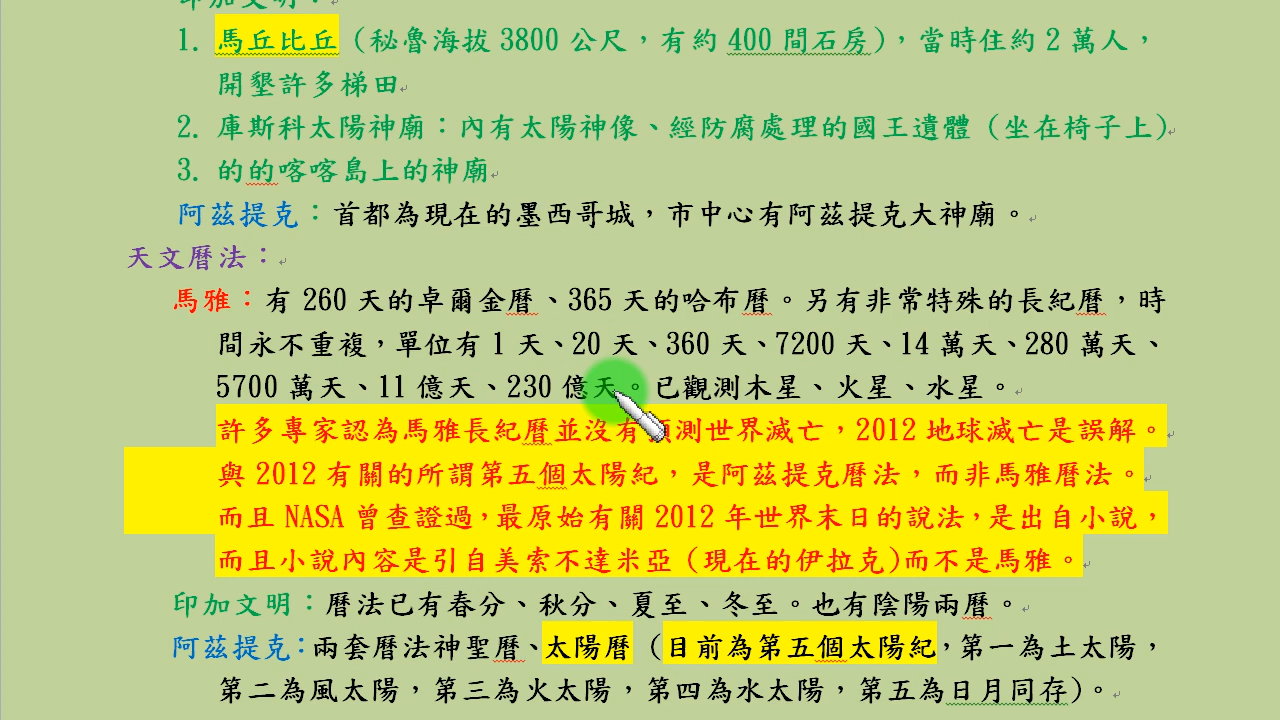 印加文明：
1. 馬丘比丘（秘魯海拔 3800 公尺，有約 400 間石房），當時住約 2 萬人，
開墾許多梯田
2. 庫斯科太陽神廟：內有太陽神像、經防腐處理的國王遺體（坐在椅子上）
3. 的的喀喀島上的神廟
阿茲提克：首都為現在的墨西哥城，市中心有阿茲提克大神廟。
天文曆法：
馬雅：有 260 天的卓爾金曆、365 天的哈布曆。另有非常特殊的長紀曆，時
間永不重複，單位有 1 天、20 天、360 天、7200 天、14 萬天、280 萬天、
5700 萬天、11 億天、230 億天。已觀測木星、火星、水星。
許多專家認為馬雅長紀曆並沒有預測世界滅亡，2012 地球滅亡是誤解。
與 2012 有關的所謂第五個太陽紀，是阿茲提克曆法，而非馬雅曆法。
而且 NASA 曾查證過，最原始有關 2012 年世界末日的說法，是出自小說，
而且小說內容是引自美索不達米亞（現在的伊拉克）而不是馬雅。
印加文明：曆法已有春分、秋分、夏至、冬至。也有陰陽兩曆。
阿茲提克：兩套曆法神聖曆、太陽曆（目前為第五個太陽紀，第一為土太陽，
第二為風太陽，第三為火太陽，第四為水太陽，第五為日月同存）。